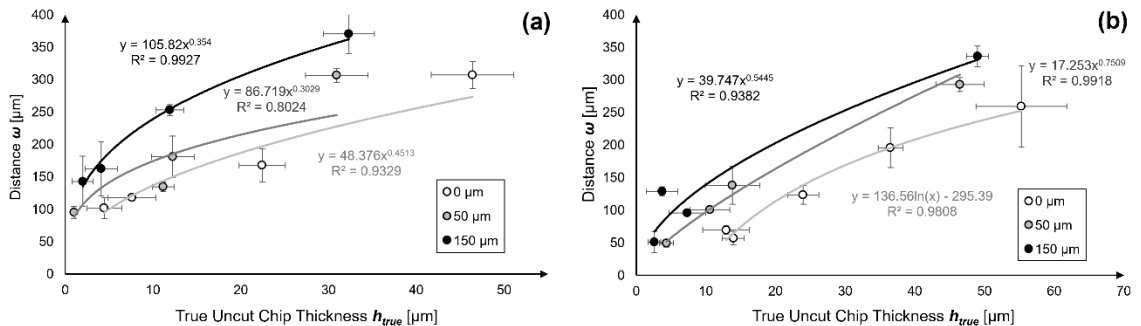 (a)
400
350
300
250
200
150
100
50
0
Distance ω [µm]
y = 105.82x^0.354
R² = 0.9927
y = 86.719x^0.3029
R² = 0.8024
y = 48.376x^0.4513
R² = 0.9329
0 µm
50 µm
150 µm
0 10 20 30 40 50
True Uncut Chip Thickness h_true [µm]
(b)
400
350
300
250
200
150
100
50
0
Distance ω [µm]
y = 39.747x^0.5445
R² = 0.9382
y = 17.253x^0.7509
R² = 0.9918
y = 136.56ln(x) - 295.39
R² = 0.9808
0 µm
50 µm
150 µm
0 10 20 30 40 50 60 70
True Uncut Chip Thickness h_true [µm]